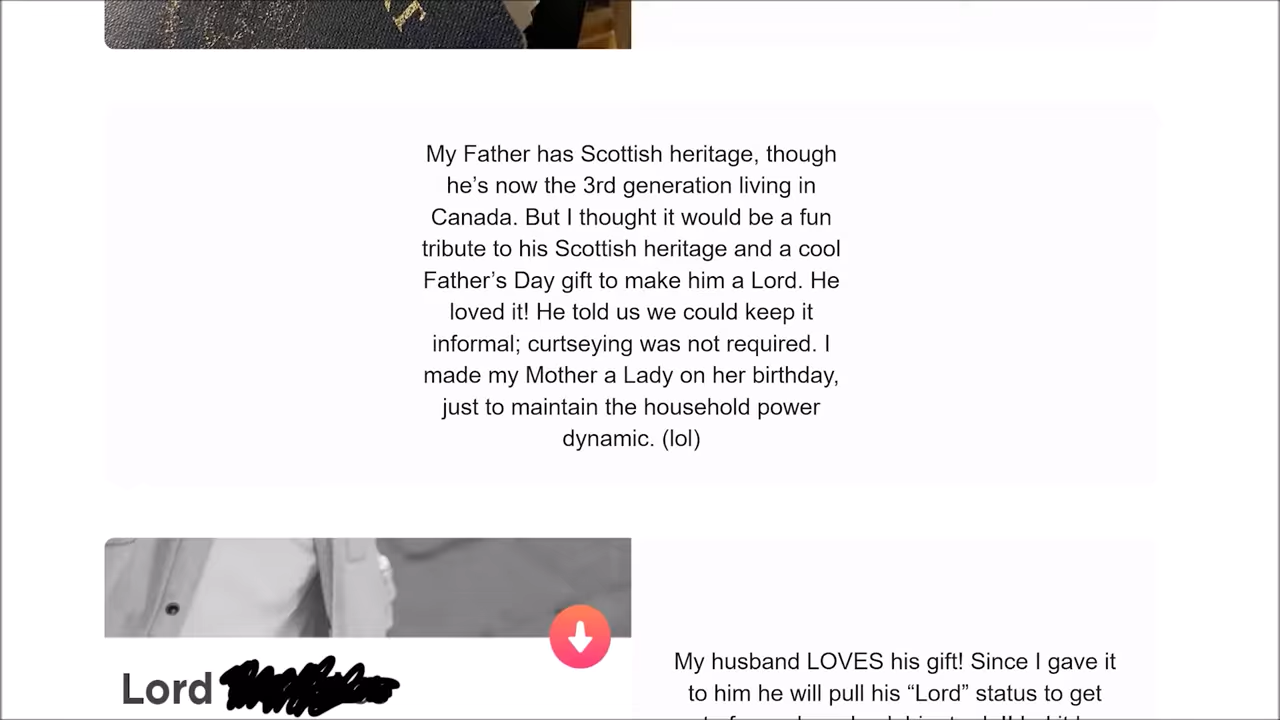 My Father has Scottish heritage, though
he’s now the 3rd generation living in
Canada. But I thought it would be a fun
tribute to his Scottish heritage and a cool
Father’s Day gift to make him a Lord. He
loved it! He told us we could keep it
informal; curtseying was not required. I
made my Mother a Lady on her birthday,
just to maintain the household power
dynamic. (lol)
Lord
My husband LOVES his gift! Since I gave it
to him he will pull his “Lord” status to get